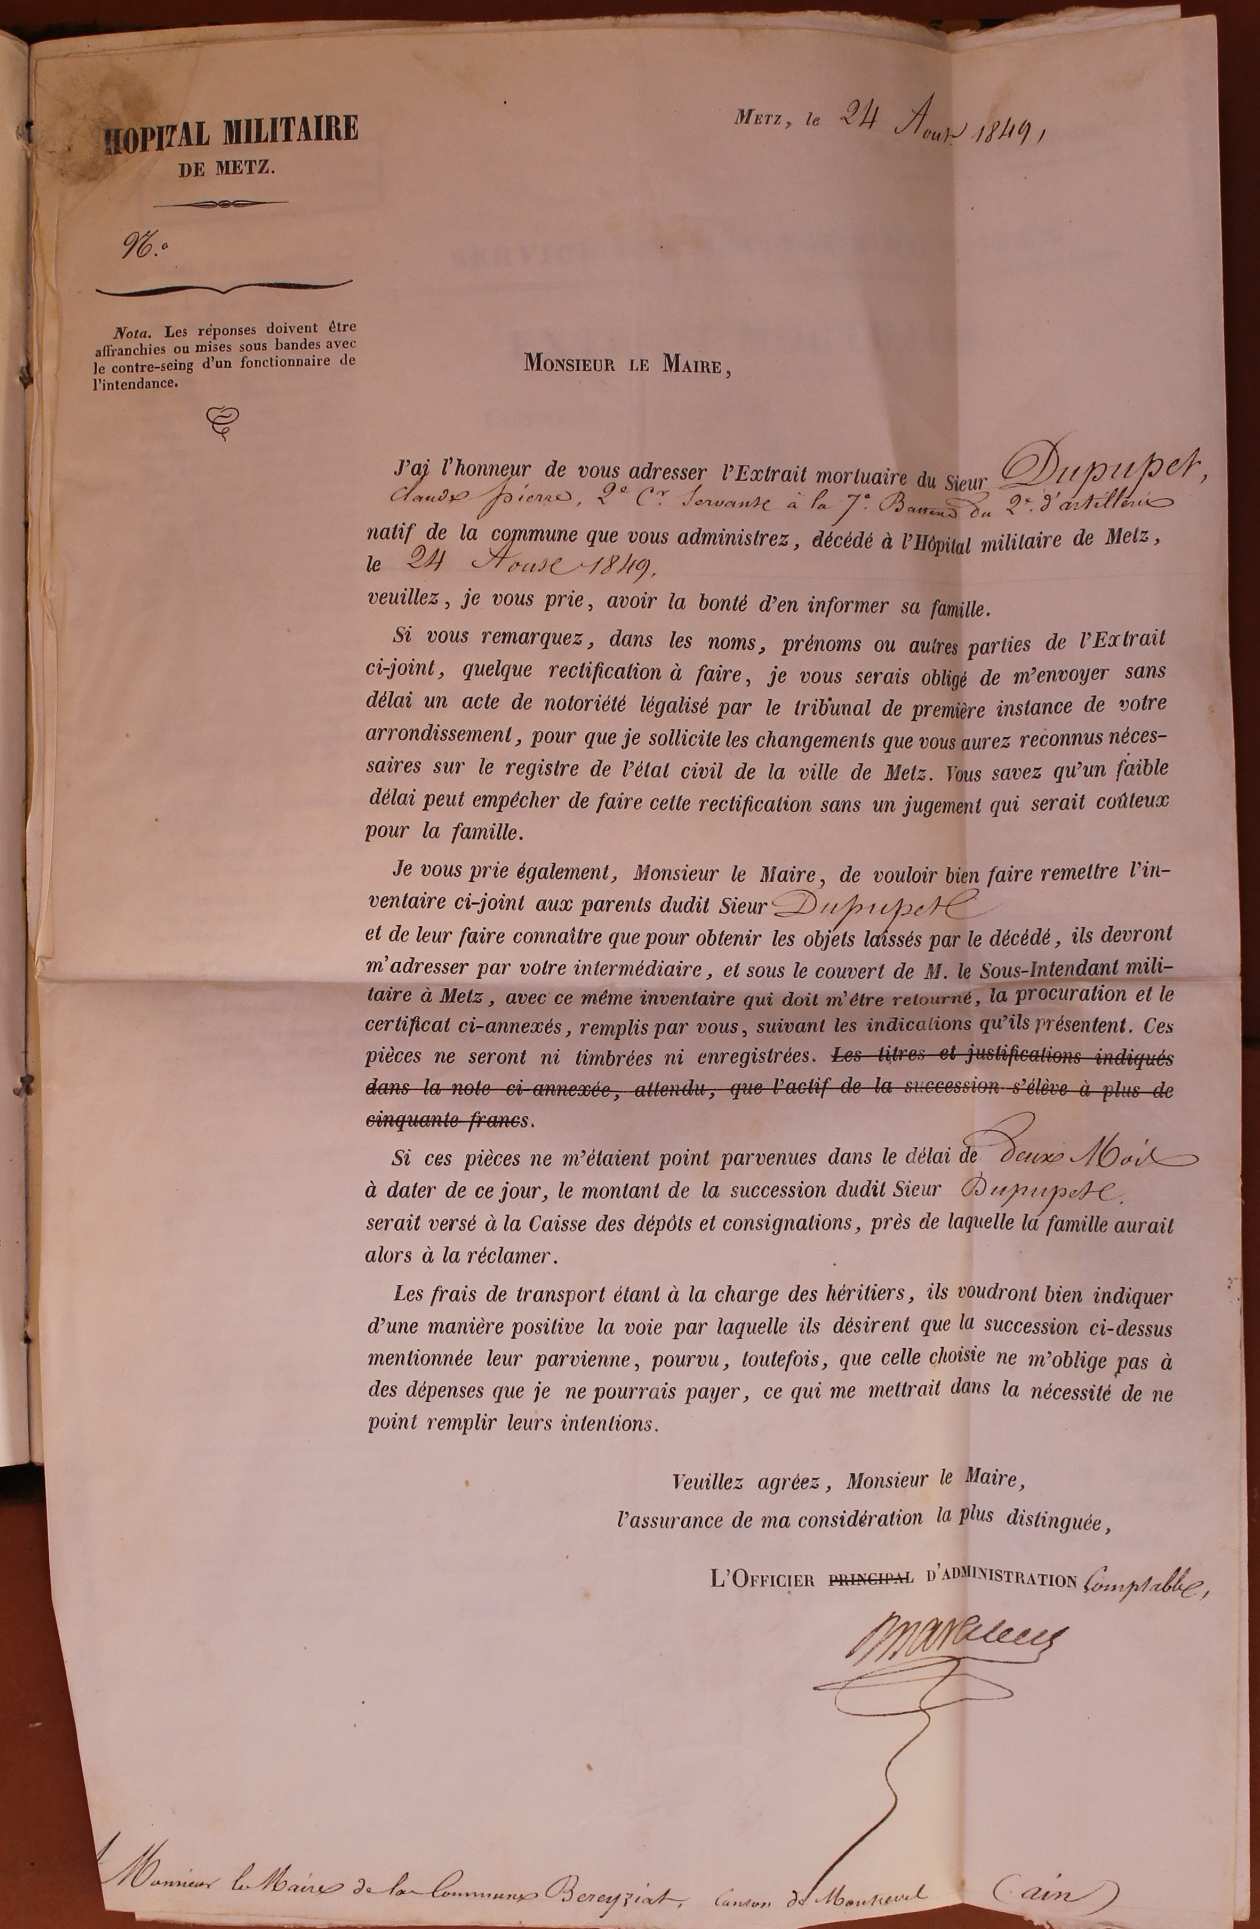 HOPITAL MILITAIRE
DE METZ.
N.º
Nota. Les réponses doivent être
affranchies ou mises sous bandes avec
le contre-seing d'un fonctionnaire de
l'intendance.
METZ, le 24 Aout 1849,
MONSIEUR LE MAIRE,
J'ai l'honneur de vous adresser l'Extrait mortuaire du Sieur Dupupet,
Claude pierre, 2e Cr. Servant à la 7e. Batterie du 2e. d'artillerie
natif de la commune que vous administrez, décédé à l'Hôpital militaire de Metz,
le 24 Aout 1849.
veuillez, je vous prie, avoir la bonté d'en informer sa famille.
Si vous remarquez, dans les noms, prénoms ou autres parties de l'Extrait
ci-joint, quelque rectification à faire, je vous serais obligé de m'envoyer sans
délai un acte de notoriété légalisé par le tribunal de première instance de votre
arrondissement, pour que je sollicite les changements que vous aurez reconnus néces-
saires sur le registre de l'état civil de la ville de Metz. Vous savez qu'un faible
délai peut empêcher de faire cette rectification sans un jugement qui serait coûteux
pour la famille.
Je vous prie également, Monsieur le Maire, de vouloir bien faire remettre l'in-
ventaire ci-joint aux parents dudit Sieur Dupupet
et de leur faire connaître que pour obtenir les objets laissés par le décédé, ils devront
m'adresser par votre intermédiaire, et sous le couvert de M. le Sous-Intendant mili-
taire à Metz, avec ce même inventaire qui doit m'être retourné, la procuration et le
certificat ci-annexés, remplis par vous, suivant les indications qu'ils présentent. Ces
pièces ne seront ni timbrées ni enregistrées. Les titres et justifications indiqués
dans la note ci-annexée, attendu, que l'actif de la succession s'élève à plus de
cinquante francs.
Si ces pièces ne m'étaient point parvenues dans le délai de deux Mois
à dater de ce jour, le montant de la succession dudit Sieur Dupupet.
serait versé à la Caisse des dépôts et consignations, près de laquelle la famille aurait
alors à la réclamer.
Les frais de transport étant à la charge des héritiers, ils voudront bien indiquer
d'une manière positive la voie par laquelle ils désirent que la succession ci-dessus
mentionnée leur parvienne, pourvu, toutefois, que celle choisie ne m'oblige pas à
des dépenses que je ne pourrais payer, ce qui me mettrait dans la nécessité de ne
point remplir leurs intentions.
Veuillez agréez, Monsieur le Maire,
l'assurance de ma considération la plus distinguée,
L'OFFICIER PRINCIPAL D'ADMINISTRATION Comptable,
Monsieur le Maire de la Commune Bereyziat, Canton de Montrevel (ain)